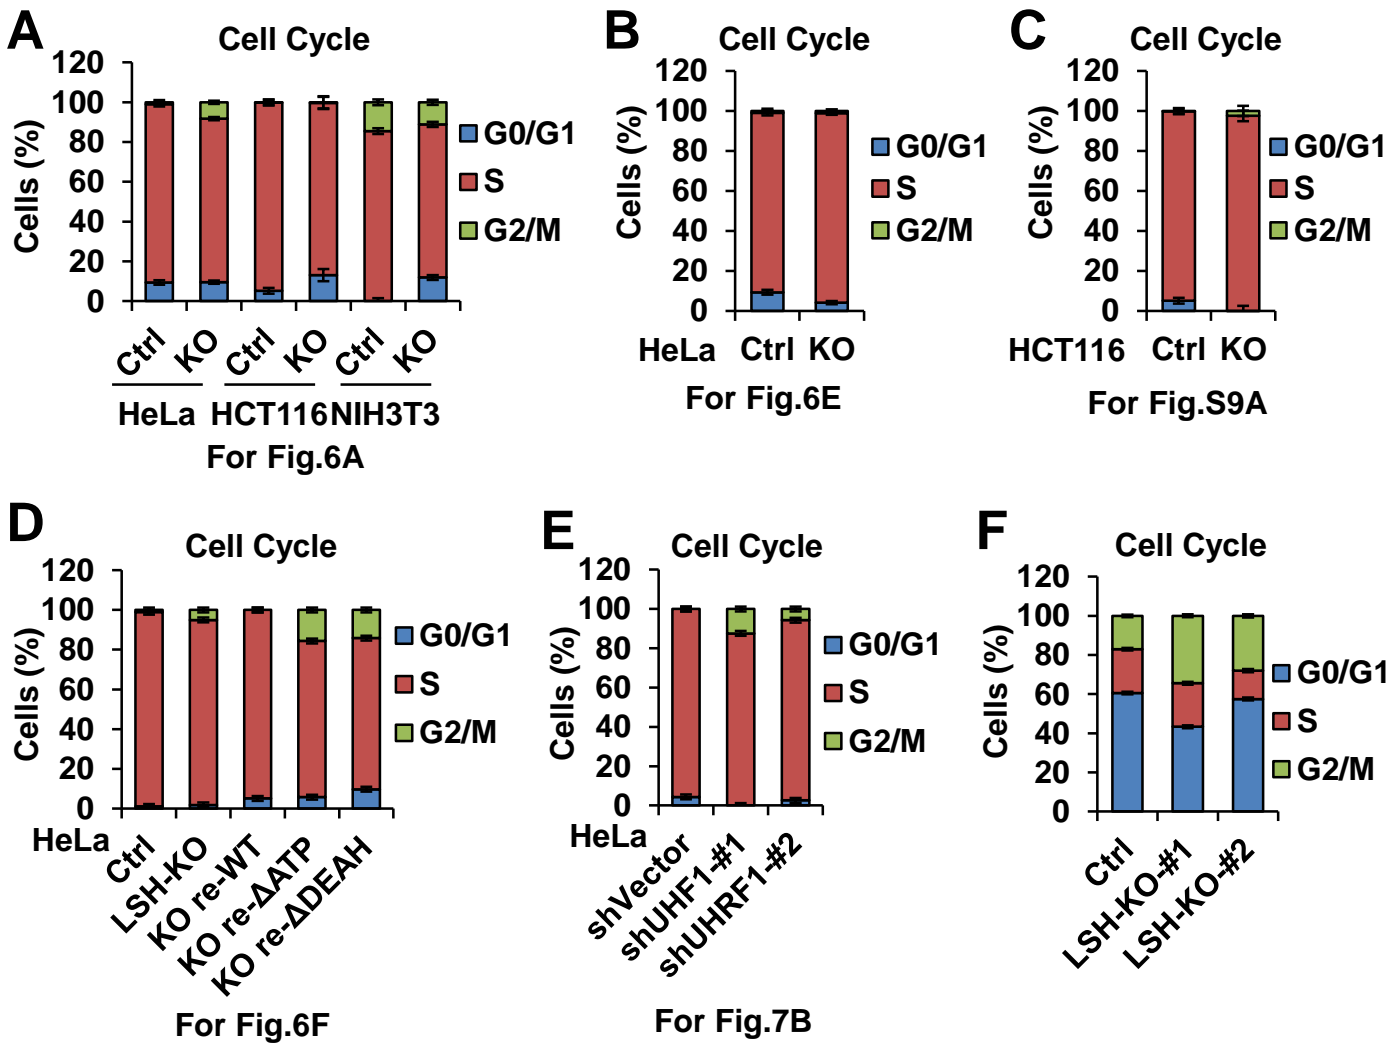 A
Cell Cycle
Cells (%)
120
100
80
60
40
20
0
G0/G1
S
G2/M
Ctrl KO Ctrl KO Ctrl KO
HeLa HCT116 NIH3T3
For Fig.6A
B
Cell Cycle
Cells (%)
120
100
80
60
40
20
0
G0/G1
S
G2/M
HeLa Ctrl KO
For Fig.6E
C
Cell Cycle
Cells (%)
120
100
80
60
40
20
0
G0/G1
S
G2/M
HCT116 Ctrl KO
For Fig.S9A
D
Cell Cycle
Cells (%)
120
100
80
60
40
20
0
G0/G1
S
G2/M
HeLa
Ctrl
LSH-KO
KO re-WT
KO re-ΔATP
KO re-ΔDEAH
For Fig.6F
E
Cell Cycle
Cells (%)
120
100
80
60
40
20
0
G0/G1
S
G2/M
HeLa
shVector
shUHF1-#1
shUHRF1-#2
For Fig.7B
F
Cell Cycle
Cells (%)
120
100
80
60
40
20
0
G0/G1
S
G2/M
Ctrl
LSH-KO-#1
LSH-KO-#2